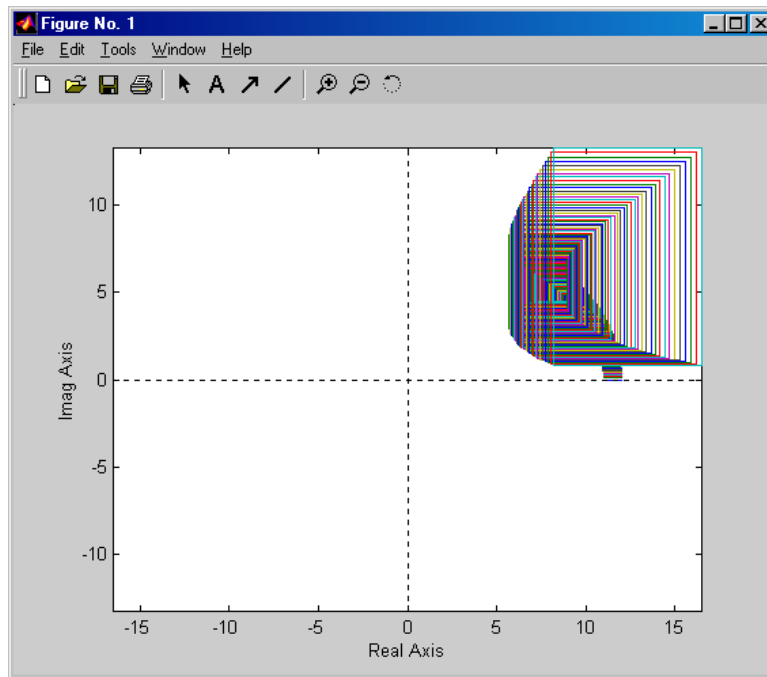 Figure No. 1
File Edit Tools Window Help
A
10
5
0
-5
-10
Imag Axis
-15 -10 -5 0 5 10 15
Real Axis